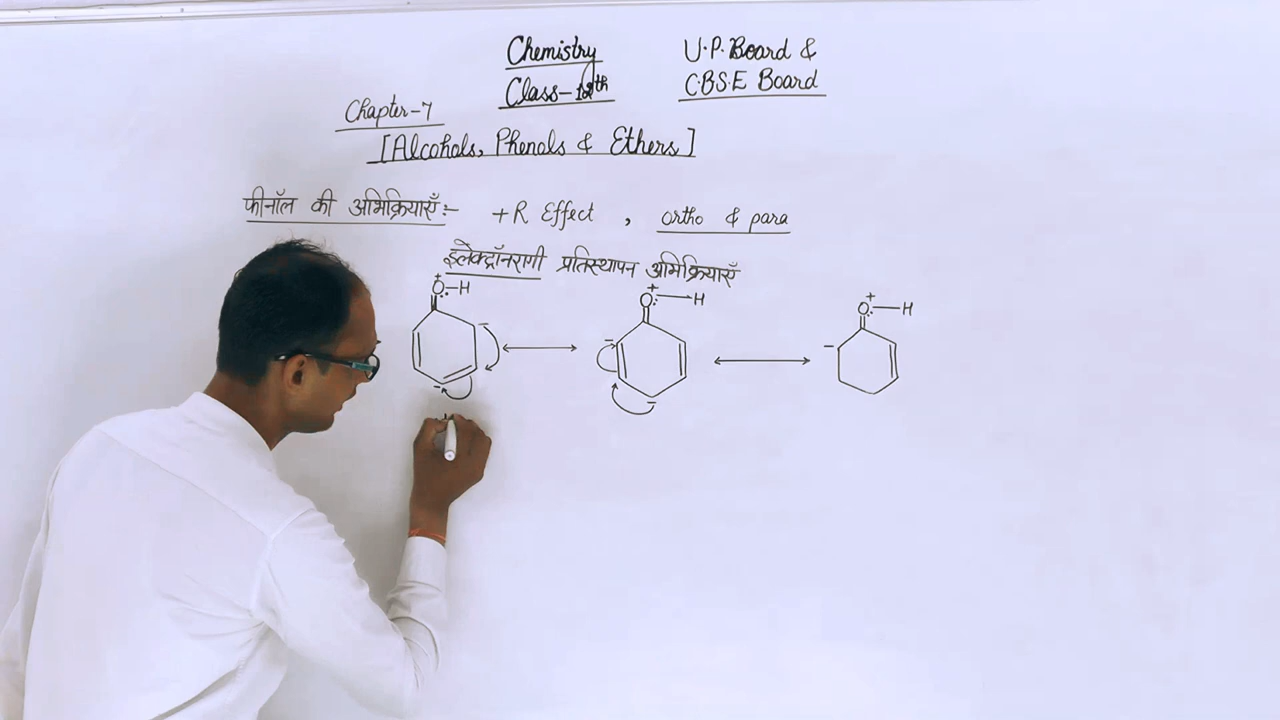 Chemistry
Class-12th
U.P. Board &
C.B.S.E Board
Chapter-7
[Alcohols, Phenols & Ethers]
फीनॉल की अभिक्रियाएँ:- +R Effect , ortho & para
इलेक्ट्रॉनरागी प्रतिस्थापन अभिक्रियाएँ
+
O–H
+
O–H
+
O–H